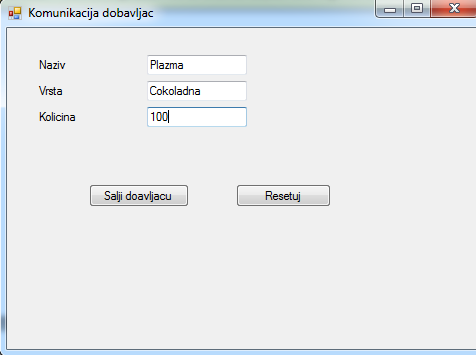 Komunikacija dobavljac
Naziv Plazma
Vrsta Cokoladna
Kolicina 100
Salji doavljacu Resetuj